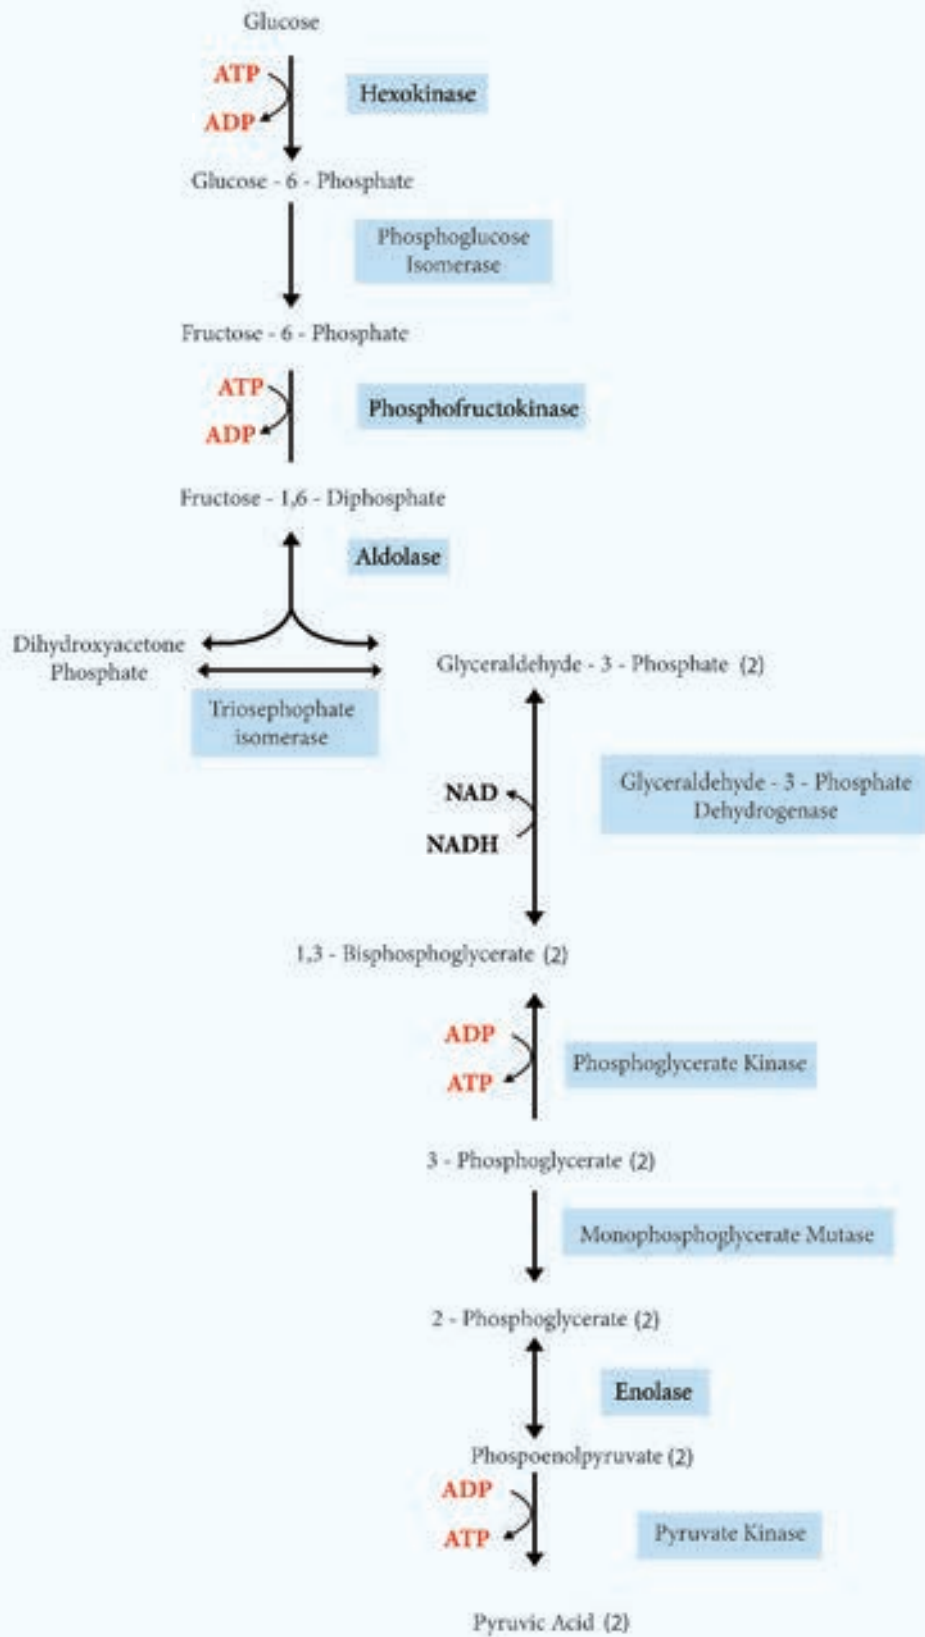 Glucose
ATP
Hexokinase
ADP
Glucose - 6 - Phosphate
Phosphoglucose
Isomerase
Fructose - 6 - Phosphate
ATP
Phosphofructokinase
ADP
Fructose - 1,6 - Diphosphate
Aldolase
Dihydroxyacetone
Phosphate
Glyceraldehyde - 3 - Phosphate (2)
Triosephophate
isomerase
NAD
Glyceraldehyde - 3 - Phosphate
Dehydrogenase
NADH
1,3 - Bisphosphoglycerate (2)
ADP
Phosphoglycerate Kinase
ATP
3 - Phosphoglycerate (2)
Monophosphoglycerate Mutase
2 - Phosphoglycerate (2)
Enolase
Phospoenolpyruvate (2)
ADP
Pyruvate Kinase
ATP
Pyruvic Acid (2)